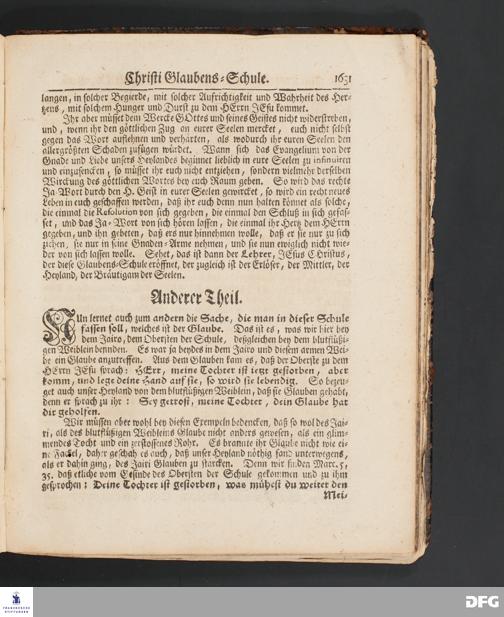 Christi Glaubens-Schule. 1631
langen, in solcher Begierde, mit solcher Aufrichtigkeit und Wahrheit des Her-
tzens, mit solchem Hunger und Durst zu dem HErrn JEsu kommet.
Ihr aber müsset dem Wercke GOttes und seines Geistes nicht widerstreben,
und, wenn ihr den göttlichen Zug an eurer Seelen mercket, euch nicht selbst
gegen das Wort auflehnen und verhärten, als wodurch ihr euren Seelen den
allergrößten Schaden zufügen würdet. Wann sich das Evangelium von der
Gnade und Liebe unsers Heylandes beginnet lieblich in eure Seelen zu insinuiren
und einzusencken, so müsset ihr euch nicht entziehen, sondern vielmehr derselben
Wirckung des göttlichen Wortes bey euch Raum geben. So wird das rechte
Ja-Wort durch den H. Geist in eurer Seelen gewircket, so wird ein recht neues
Leben in euch geschaffen werden, daß ihr euch denn nun halten könnet als solche,
die einmal die Resolution von sich gegeben, die einmal den Schluß in sich gefas-
set, und das Ja-Wort von sich hören lassen, die einmal ihr Hertz dem HErrn
gegeben, und ihn gebeten, daß ers nur hinnehmen wolle, daß er sie nur zu sich
ziehen, sie nur in seine Gnaden-Arme nehmen, und sie nun ewiglich nicht wie-
der von sich lassen wolle. Sehet, das ist dann der Lehrer, JEsus CHristus,
der diese Glaubens-Schule eröffnet, der zugleich ist der Erlöser, der Mittler, der
Heyland, der Bräutigam der Seelen.
Anderer Theil.
NUn lernet auch zum andern die Sache, die man in dieser Schule
fassen soll, welches ist der Glaube. Das ist es, was wir hier bey
dem Jairo, dem Obersten der Schule, deßgleichen bey dem blutflüßi-
gen Weiblein befinden. Es war ja beydes in dem Jairo und diesem armen Wei-
be ein Glaube anzutreffen. Aus dem Glauben kam es, daß der Oberste zu dem
HErrn JEsu sprach: HErr, meine Tochter ist ietzt gestorben, aber
komm, und lege deine Hand auf sie, so wird sie lebendig. So bezeu-
get auch unser Heyland von dem blutflüßigen Weiblein, daß sie Glauben gehabt,
denn er sprach zu ihr: Sey getrost, meine Tochter, dein Glaube hat
dir geholfen.
Wir müssen aber wohl bey diesen Exempeln bedencken, daß so wol des Jai-
ri, als des blutflüßigen Weibleins Glaube nicht anders gewesen, als ein glim-
mendes Tocht und ein zerstossenes Rohr. Es brannte ihr Glaube nicht wie ei-
ne Fackel, daher geschah es auch, daß unser Heyland nöthig fand unterwegens,
als er dahin ging, des Jairi Glauben zu stärcken. Denn wir finden Marc. 5,
35. daß etliche vom Gesinde des Obersten der Schule gekommen und zu ihm
gesprochen: Deine Tochter ist gestorben, was mühest du weiter den
Mei-
FRANCKESCHE
STIFTUNGEN
DFG